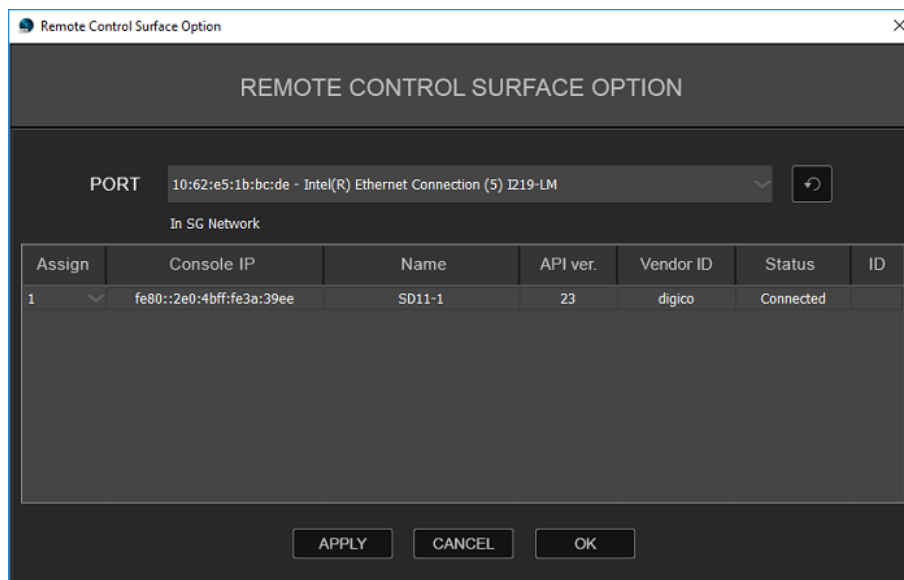 Remote Control Surface Option
REMOTE CONTROL SURFACE OPTION
PORT 10:62:e5:1b:bc:de - Intel(R) Ethernet Connection (5) I219-LM
In SG Network
Assign Console IP Name API ver. Vendor ID Status ID
1 fe80::2e0:4bff:fe3a:39ee SD11-1 23 digico Connected
APPLY CANCEL OK